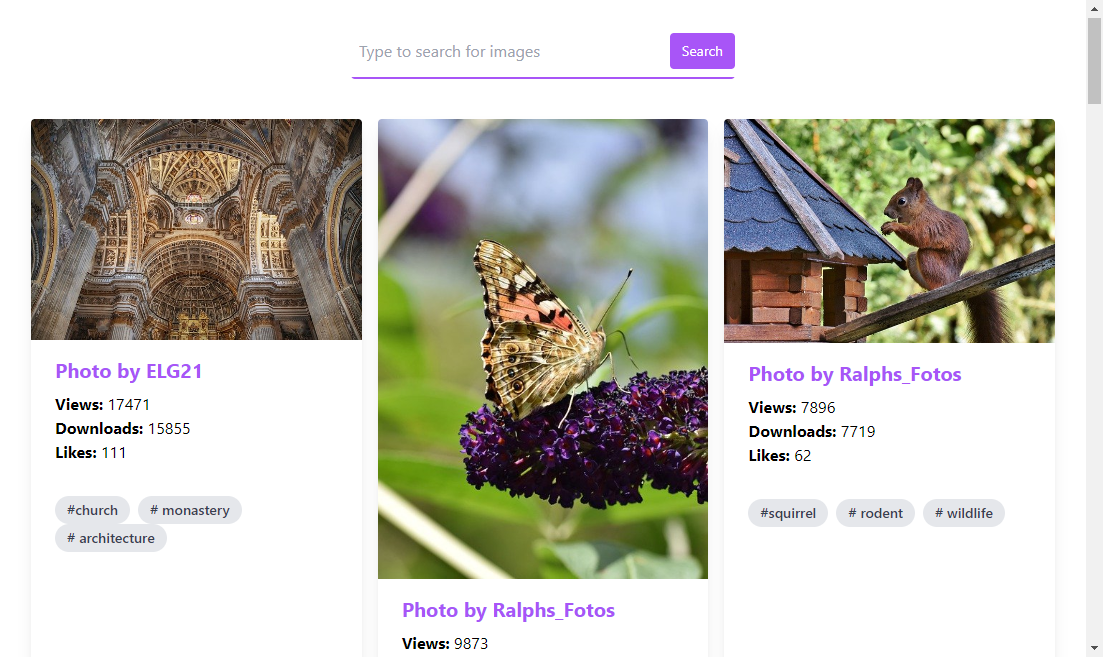 Type to search for images
Search
Photo by ELG21
Views: 17471
Downloads: 15855
Likes: 111
#church
# monastery
# architecture
Photo by Ralphs_Fotos
Views: 9873
Photo by Ralphs_Fotos
Views: 7896
Downloads: 7719
Likes: 62
#squirrel
# rodent
# wildlife